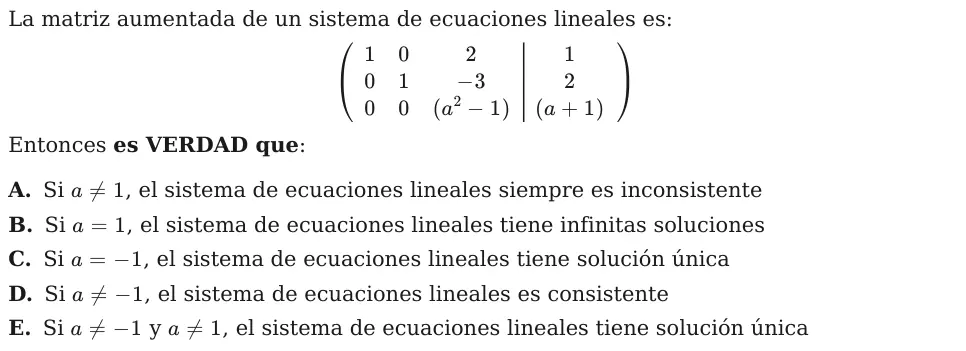 La matriz aumentada de un sistema de ecuaciones lineales es:
1 0 2 1
0 1 −3 2
0 0 (a² − 1) (a + 1)
Entonces es VERDAD que:
A. Si a ≠ 1, el sistema de ecuaciones lineales siempre es inconsistente
B. Si a = 1, el sistema de ecuaciones lineales tiene infinitas soluciones
C. Si a = −1, el sistema de ecuaciones lineales tiene solución única
D. Si a ≠ −1, el sistema de ecuaciones lineales es consistente
E. Si a ≠ −1 y a ≠ 1, el sistema de ecuaciones lineales tiene solución única